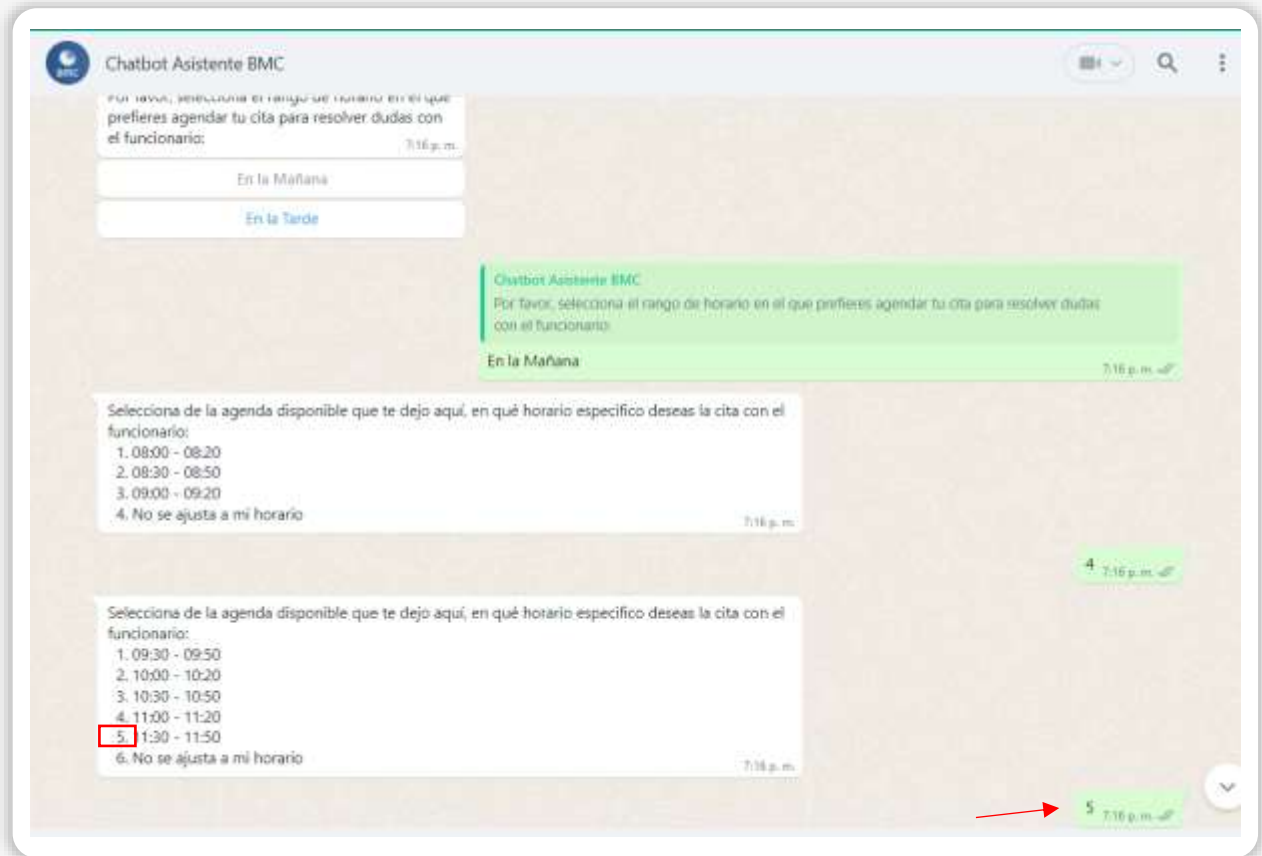 BMC
Chatbot Asistente BMC
Por favor, selecciona el rango de horario en el que
prefieres agendar tu cita para resolver dudas con
el funcionario:
7:16 p. m.
En la Mañana
En la Tarde
Chatbot Asistente BMC
Por favor, selecciona el rango de horario en el que prefieres agendar tu cita para resolver dudas
con el funcionario:
En la Mañana
7:16 p. m.
Selecciona de la agenda disponible que te dejo aquí, en qué horario especifico deseas la cita con el
funcionario:
1. 08:00 - 08:20
2. 08:30 - 08:50
3. 09:00 - 09:20
4. No se ajusta a mi horario
7:16 p. m.
4 7:16 p. m.
Selecciona de la agenda disponible que te dejo aquí, en qué horario especifico deseas la cita con el
funcionario:
1. 09:30 - 09:50
2. 10:00 - 10:20
3. 10:30 - 10:50
4. 11:00 - 11:20
5. 11:30 - 11:50
6. No se ajusta a mi horario
7:16 p. m.
5 7:16 p. m.